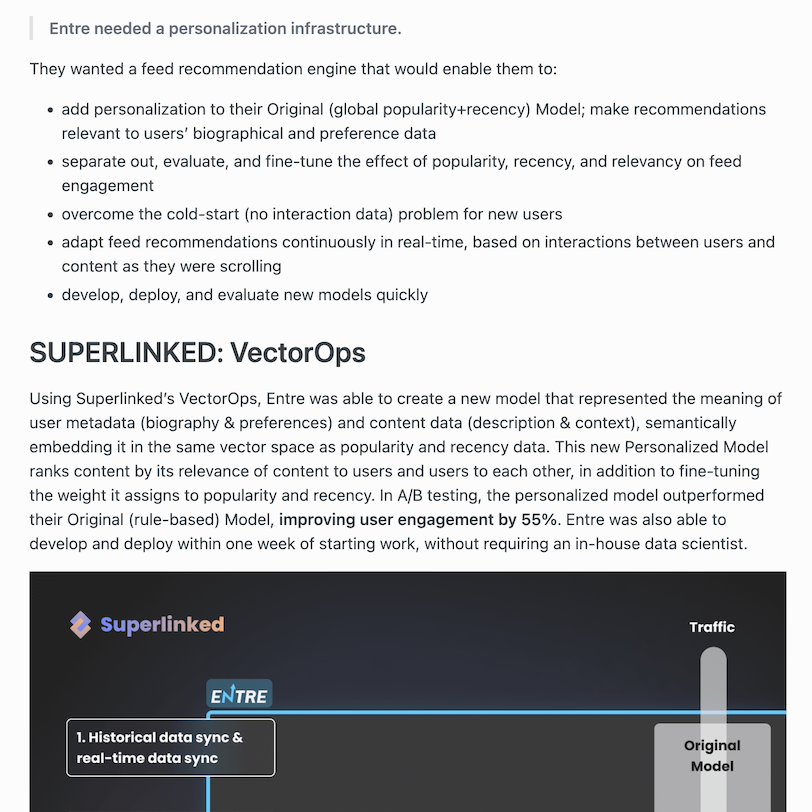 Entre needed a personalization infrastructure.
They wanted a feed recommendation engine that would enable them to:
• add personalization to their Original (global popularity+recency) Model; make recommendations
relevant to users’ biographical and preference data
• separate out, evaluate, and fine-tune the effect of popularity, recency, and relevancy on feed
engagement
• overcome the cold-start (no interaction data) problem for new users
• adapt feed recommendations continuously in real-time, based on interactions between users and
content as they were scrolling
• develop, deploy, and evaluate new models quickly
SUPERLINKED: VectorOps
Using Superlinked’s VectorOps, Entre was able to create a new model that represented the meaning of
user metadata (biography & preferences) and content data (description & context), semantically
embedding it in the same vector space as popularity and recency data. This new Personalized Model
ranks content by its relevance of content to users and users to each other, in addition to fine-tuning
the weight it assigns to popularity and recency. In A/B testing, the personalized model outperformed
their Original (rule-based) Model, improving user engagement by 55%. Entre was also able to
develop and deploy within one week of starting work, without requiring an in-house data scientist.
Superlinked
Traffic
ENTRE
1. Historical data sync &
real-time data sync
Original
Model